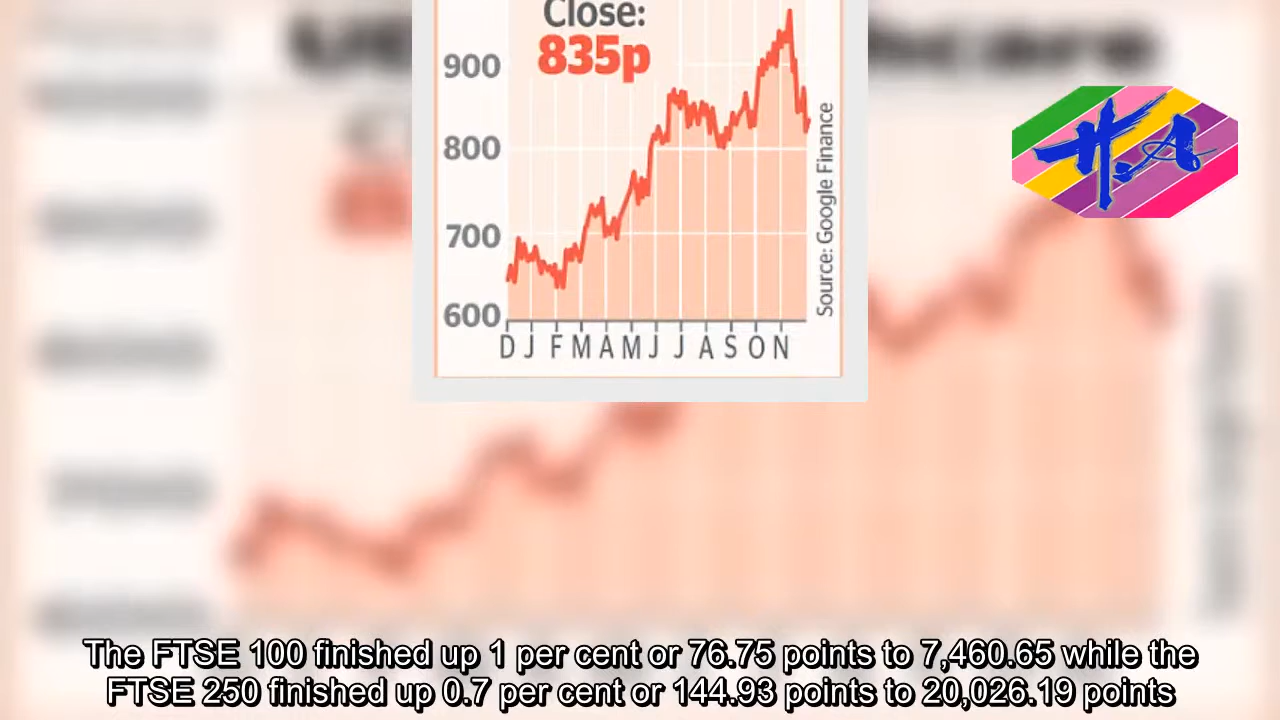 Close:
835p
900
800
700
600
D J F M A M J J A S O N
Source: Google Finance
H.A
The FTSE 100 finished up 1 per cent or 76.75 points to 7,460.65 while the
FTSE 250 finished up 0.7 per cent or 144.93 points to 20,026.19 points